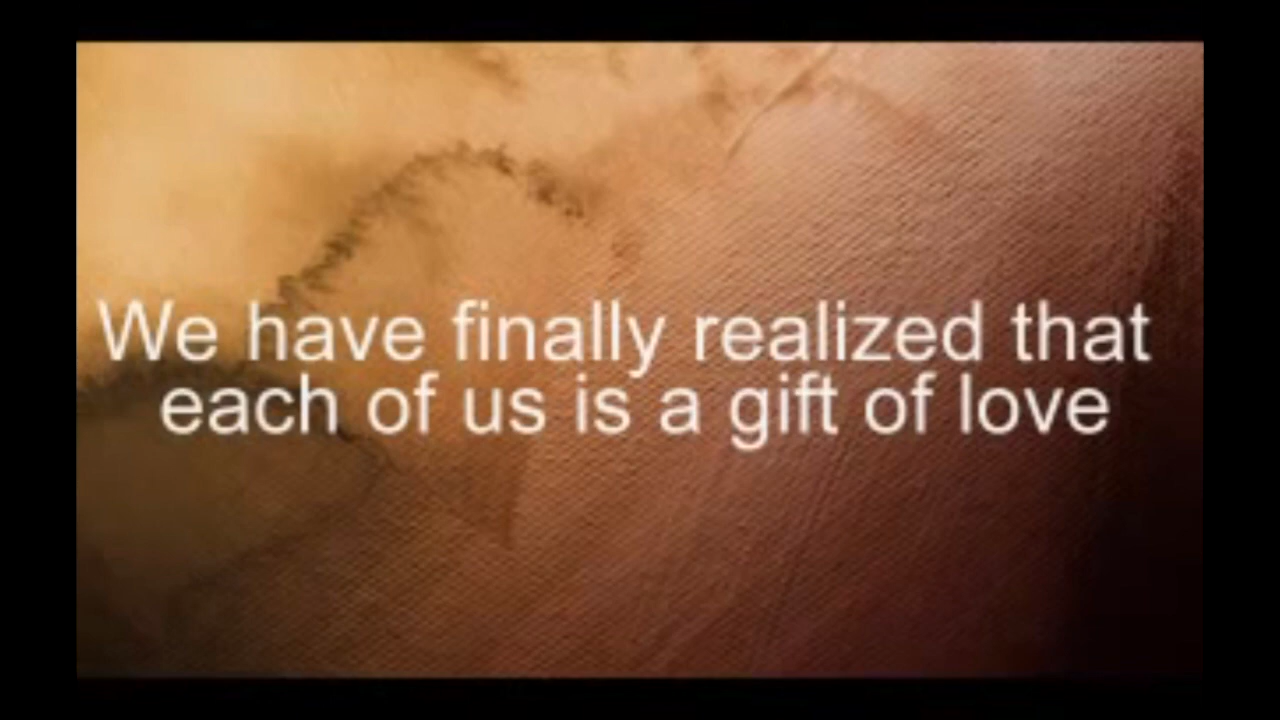 We have finally realized that
each of us is a gift of love